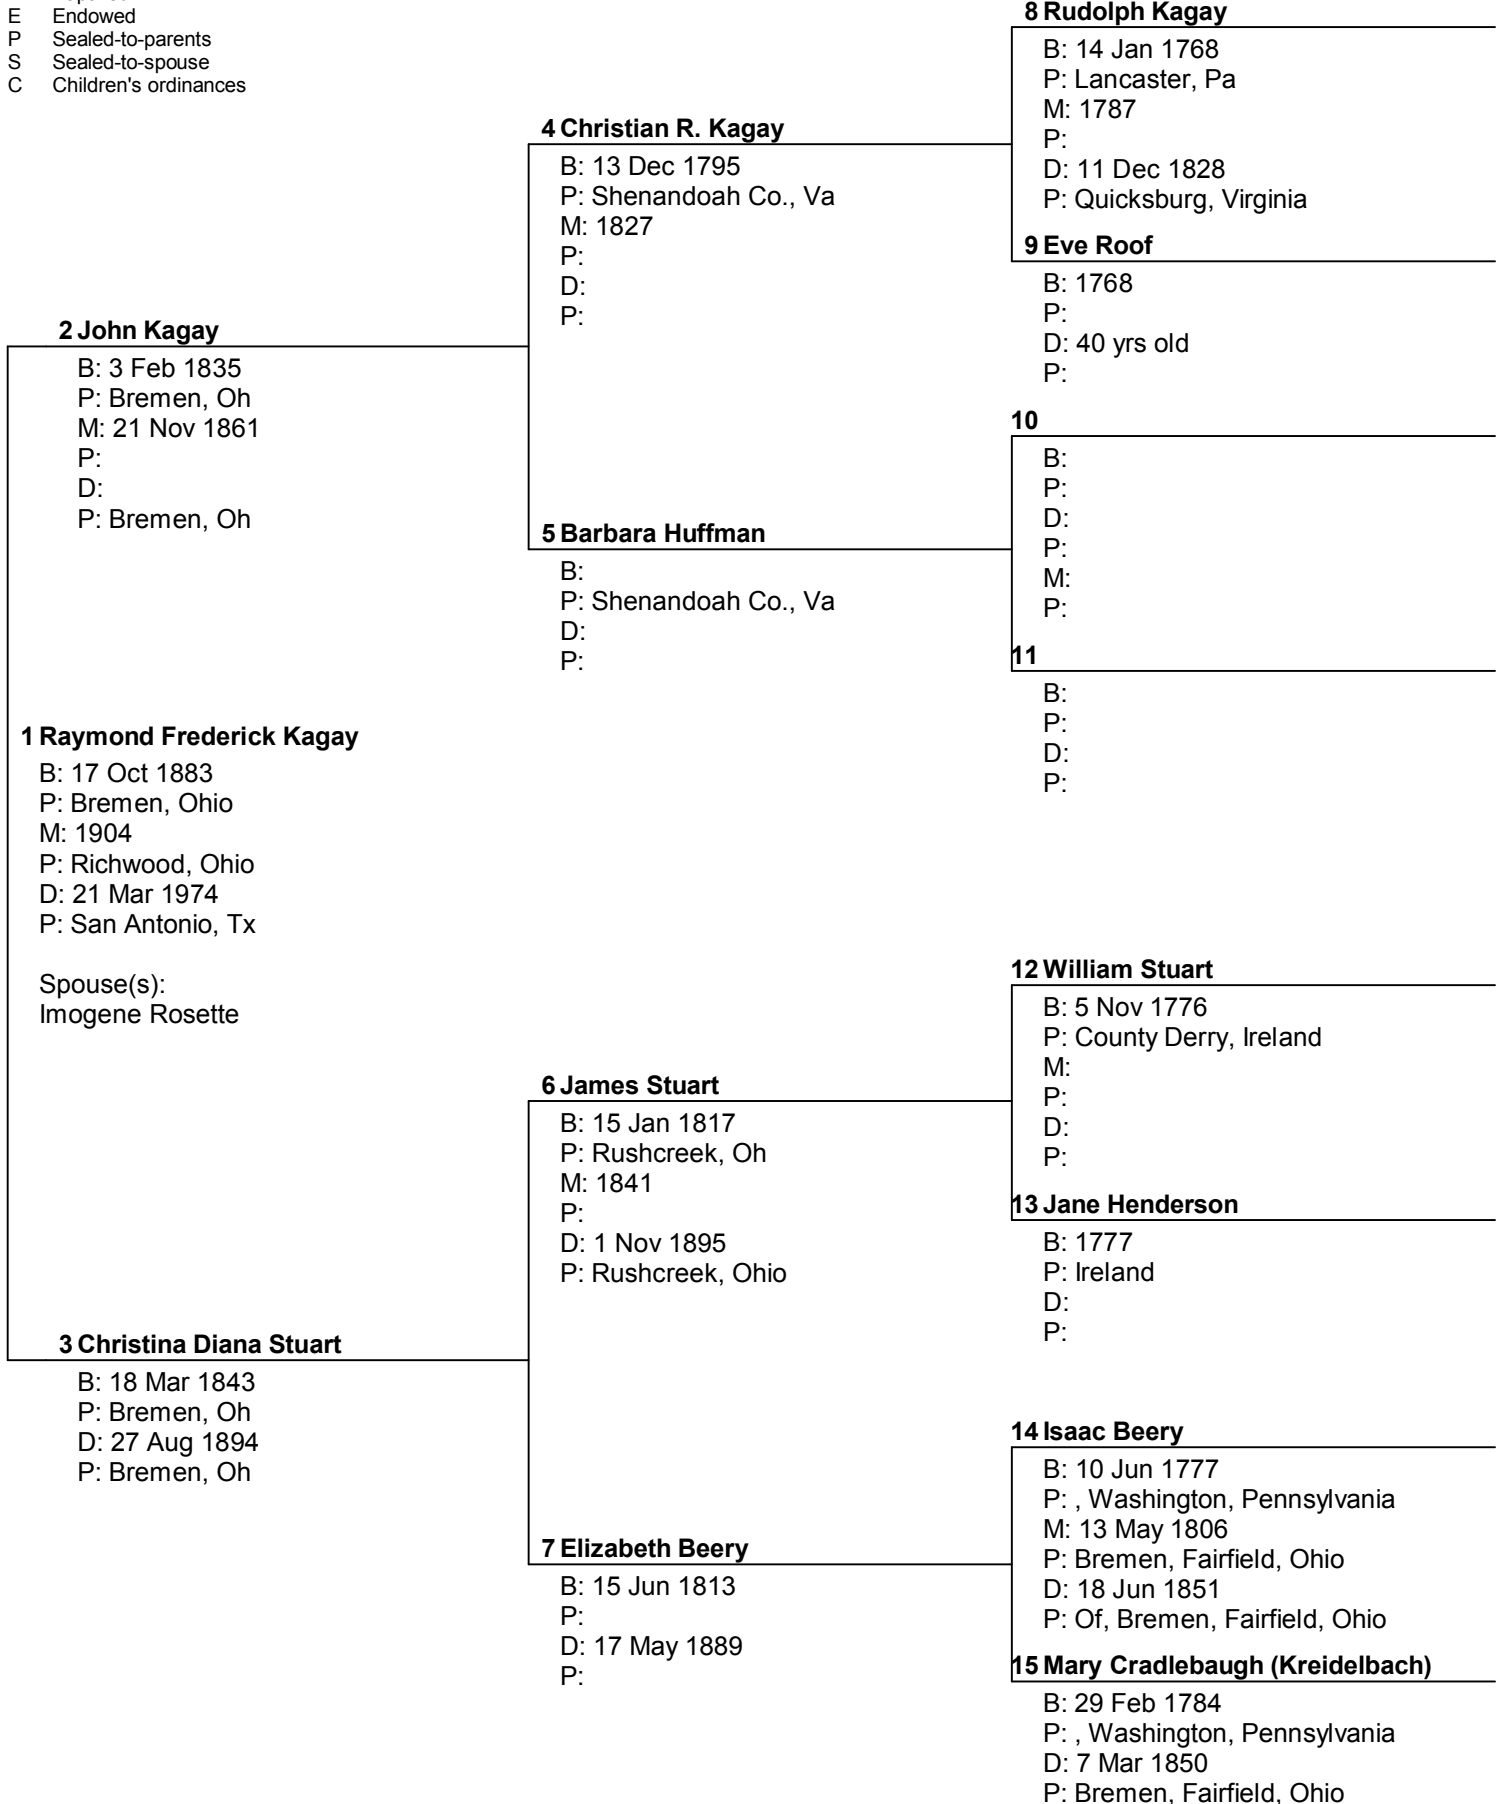 E Endowed
P Sealed-to-parents
S Sealed-to-spouse
C Children's ordinances
8 Rudolph Kagay
B: 14 Jan 1768
P: Lancaster, Pa
M: 1787
P:
D: 11 Dec 1828
P: Quicksburg, Virginia
4 Christian R. Kagay
B: 13 Dec 1795
P: Shenandoah Co., Va
M: 1827
P:
D:
P:
9 Eve Roof
B: 1768
P:
D: 40 yrs old
P:
2 John Kagay
B: 3 Feb 1835
P: Bremen, Oh
M: 21 Nov 1861
P:
D:
P: Bremen, Oh
10
B:
P:
D:
P:
M:
P:
5 Barbara Huffman
B:
P: Shenandoah Co., Va
D:
P:
11
B:
P:
D:
P:
1 Raymond Frederick Kagay
B: 17 Oct 1883
P: Bremen, Ohio
M: 1904
P: Richwood, Ohio
D: 21 Mar 1974
P: San Antonio, Tx
Spouse(s):
Imogene Rosette
12 William Stuart
B: 5 Nov 1776
P: County Derry, Ireland
M:
P:
D:
P:
6 James Stuart
B: 15 Jan 1817
P: Rushcreek, Oh
M: 1841
P:
D: 1 Nov 1895
P: Rushcreek, Ohio
13 Jane Henderson
B: 1777
P: Ireland
D:
P:
3 Christina Diana Stuart
B: 18 Mar 1843
P: Bremen, Oh
D: 27 Aug 1894
P: Bremen, Oh
14 Isaac Beery
B: 10 Jun 1777
P: , Washington, Pennsylvania
M: 13 May 1806
P: Bremen, Fairfield, Ohio
D: 18 Jun 1851
P: Of, Bremen, Fairfield, Ohio
7 Elizabeth Beery
B: 15 Jun 1813
P:
D: 17 May 1889
P:
15 Mary Cradlebaugh (Kreidelbach)
B: 29 Feb 1784
P: , Washington, Pennsylvania
D: 7 Mar 1850
P: Bremen, Fairfield, Ohio